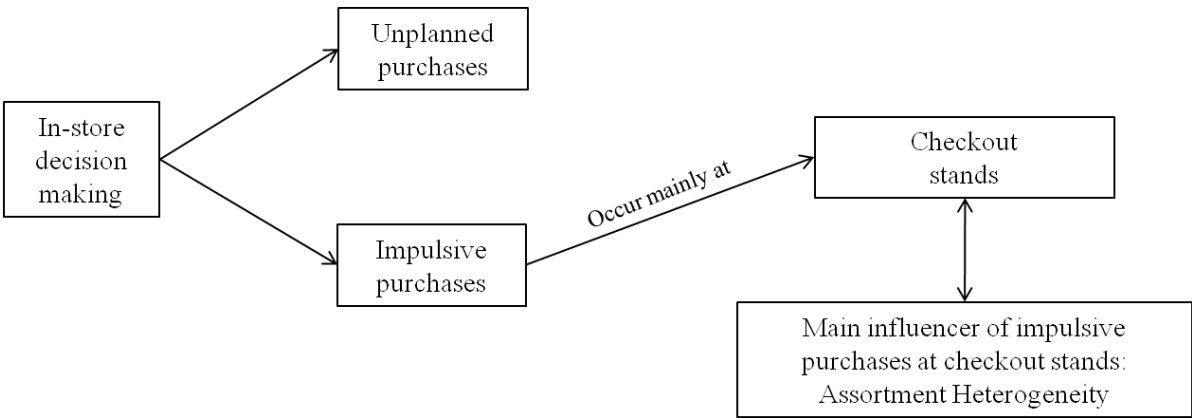 Unplanned
purchases
In-store
decision
making
Impulsive
purchases
Occur mainly at
Checkout
stands
Main influencer of impulsive
purchases at checkout stands:
Assortment Heterogeneity